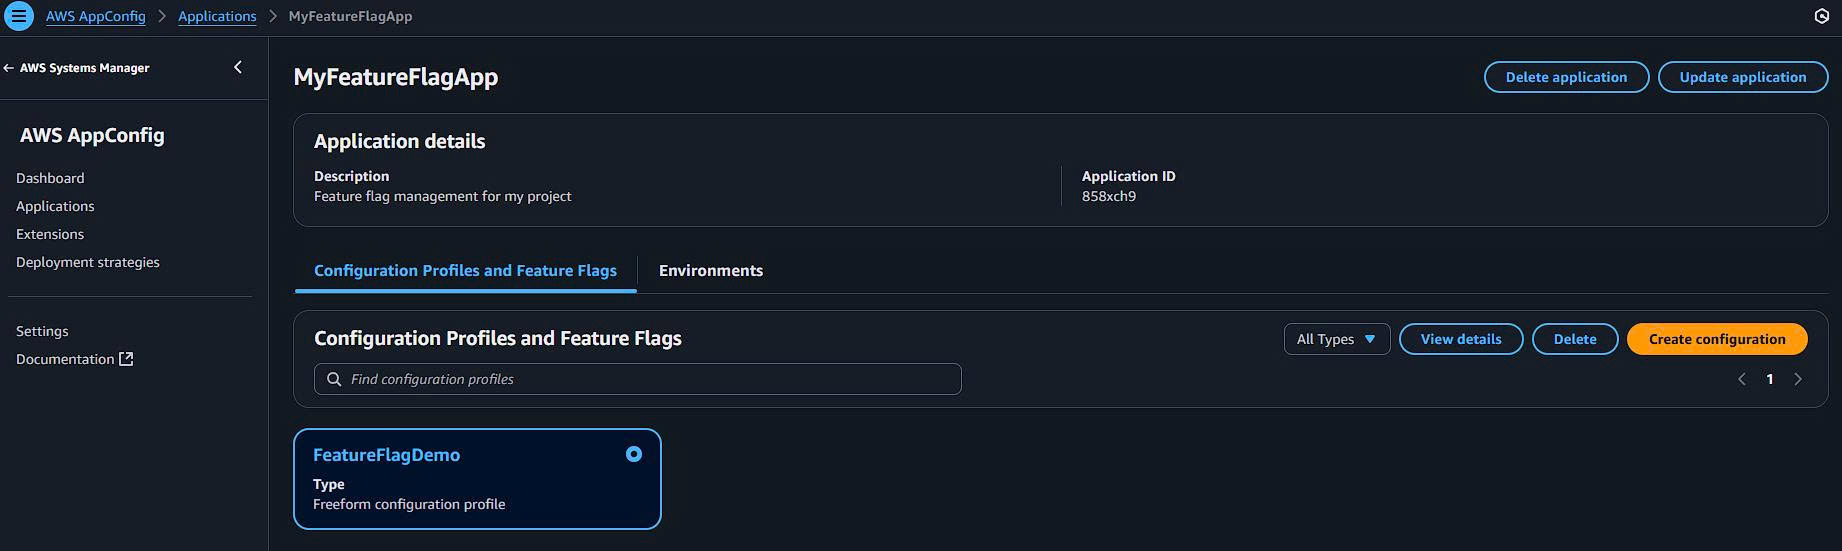 AWS AppConfig > Applications > MyFeatureFlagApp
AWS Systems Manager
AWS AppConfig
Dashboard
Applications
Extensions
Deployment strategies
Settings
Documentation
MyFeatureFlagApp
Delete application
Update application
Application details
Description
Feature flag management for my project
Application ID
858xch9
Configuration Profiles and Feature Flags
Environments
Configuration Profiles and Feature Flags
All Types
View details
Delete
Create configuration
Find configuration profiles
1
FeatureFlagDemo
Type
Freeform configuration profile